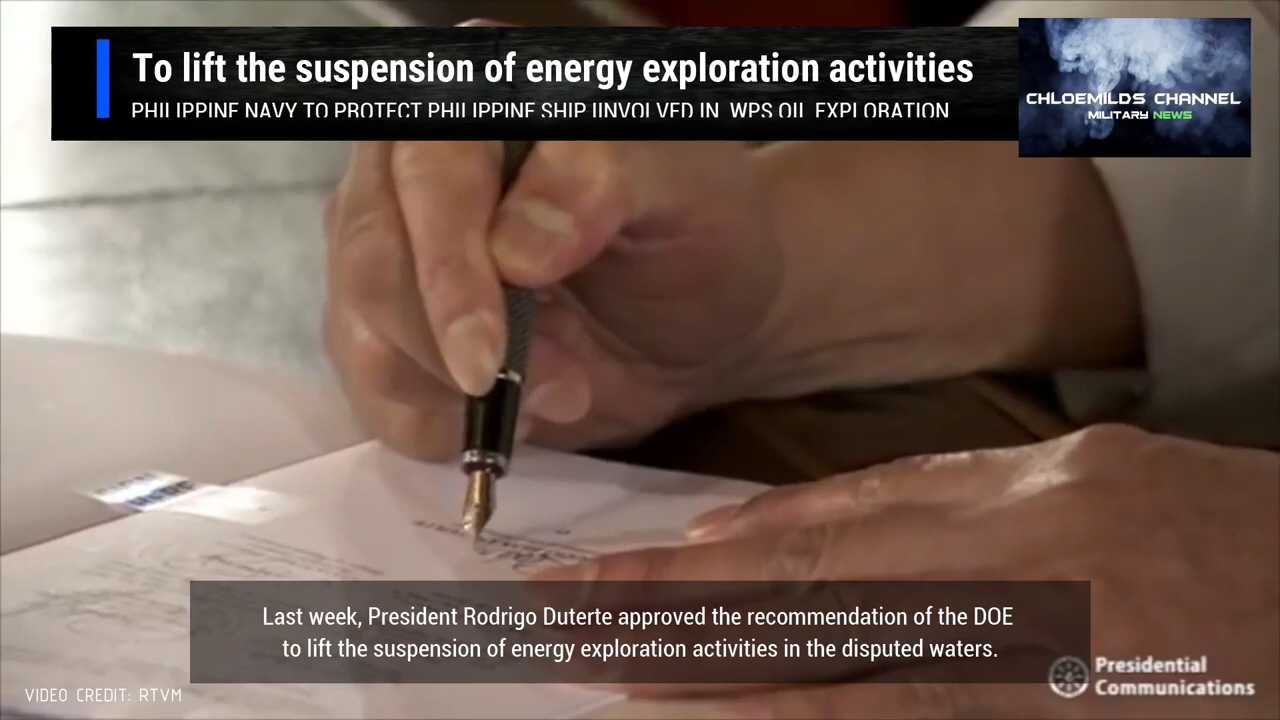 To lift the suspension of energy exploration activities
PHILIPPINE NAVY TO PROTECT PHILIPPINE SHIP IINVOLVED IN WPS OIL EXPLORATION
CHLOEMILDS CHANNEL
MILITARY NEWS
Last week, President Rodrigo Duterte approved the recommendation of the DOE
to lift the suspension of energy exploration activities in the disputed waters.
Presidential
Communications
VIDEO CREDIT: RTVM